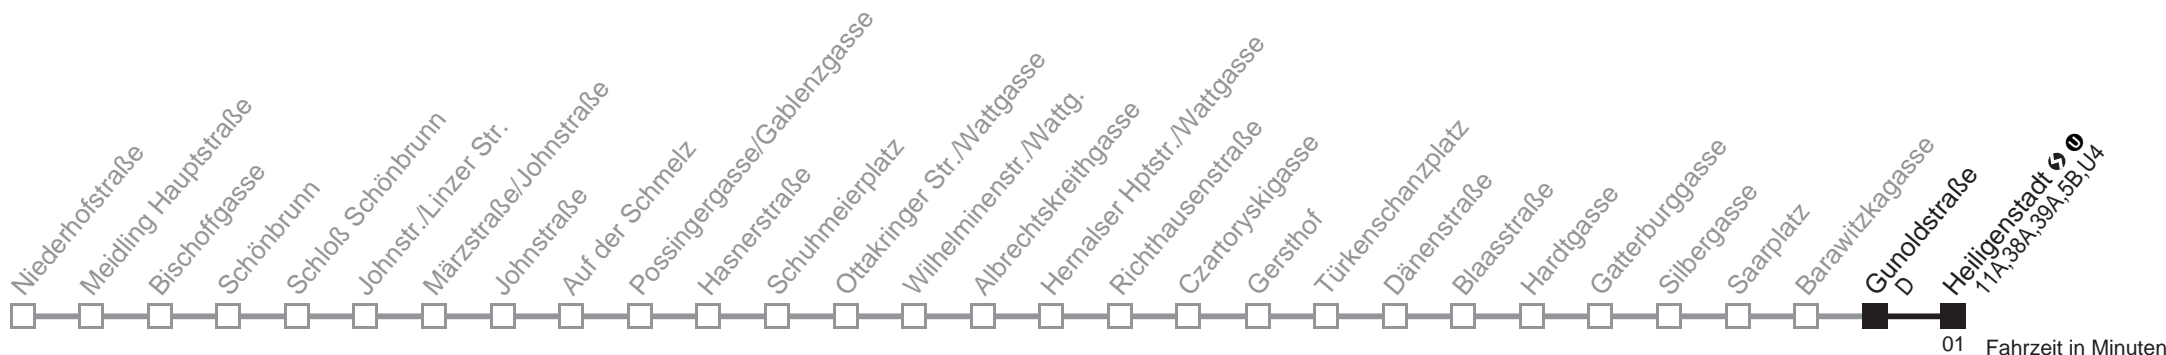 Niederhofstraße
Meidling Hauptstraße
Bischoffgasse
Schönbrunn
Schloß Schönbrunn
Johnstr./Linzer Str.
Märzstraße/Johnstraße
Johnstraße
Auf der Schmelz
Possingergasse/Gablenzgasse
Hasnerstraße
Schuhmeierplatz
Ottakringer Str./Wattgasse
Wilhelminenstr./Wattg.
Albrechtskreithgasse
Hernalser Hptstr./Wattgasse
Richthausenstraße
Czartoryskigasse
Gersthof
Türkenschanzplatz
Dänenstraße
Blaasstraße
Hardtgasse
Gatterburggasse
Silbergasse
Saarplatz
Barawitzkagasse
Gunoldstraße
D
Heiligenstadt U
11A,38A,39A,5B,U4
01
Fahrzeit in Minuten